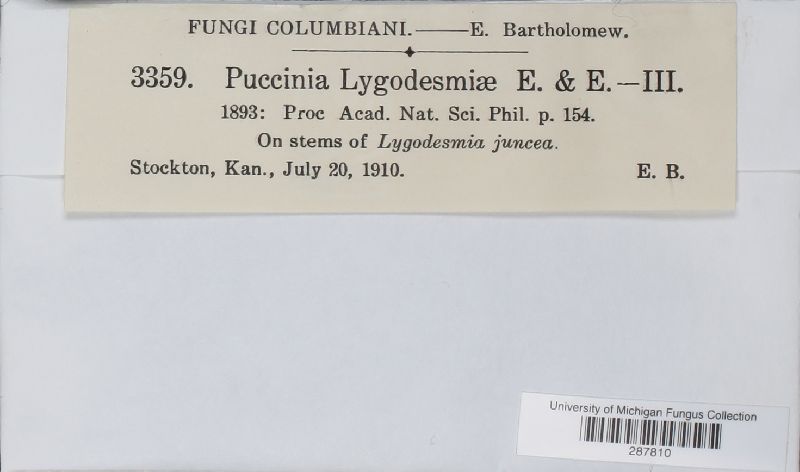 FUNGI COLUMBIANI.——E. Bartholomew.
3359. Puccinia Lygodesmiæ E. & E.—III.
1893: Proc Acad. Nat. Sci. Phil. p. 154.
On stems of Lygodesmia juncea.
Stockton, Kan., July 20, 1910. E. B.
University of Michigan Fungus Collection
287810